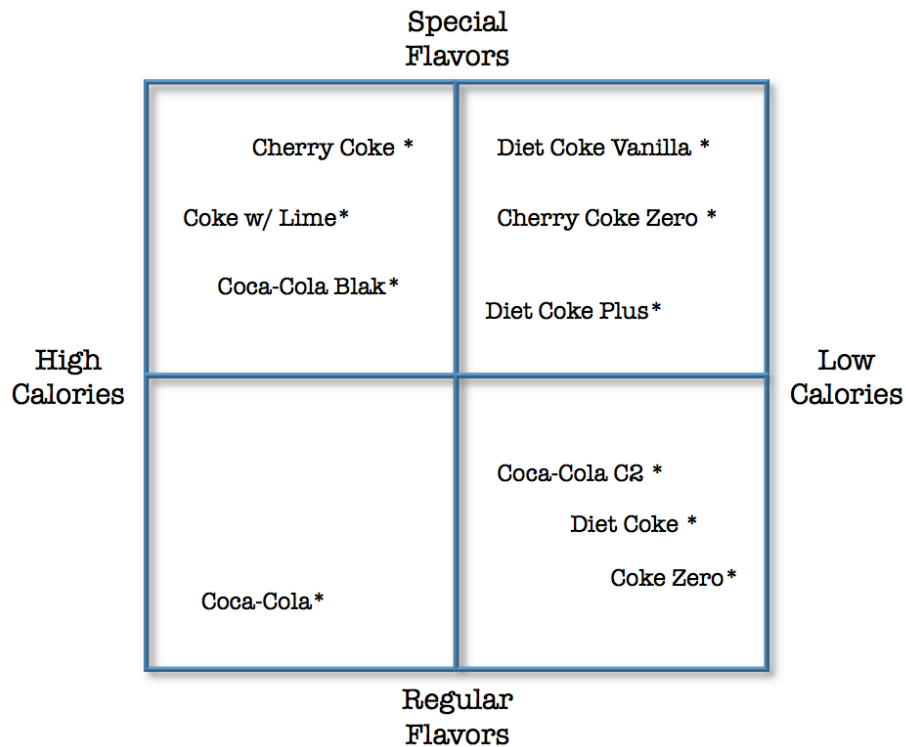 Special
Flavors
Cherry Coke *
Diet Coke Vanilla *
Coke w/ Lime*
Cherry Coke Zero *
Coca-Cola Blak*
Diet Coke Plus*
High
Calories
Low
Calories
Coca-Cola C2 *
Diet Coke *
Coke Zero*
Coca-Cola*
Regular
Flavors